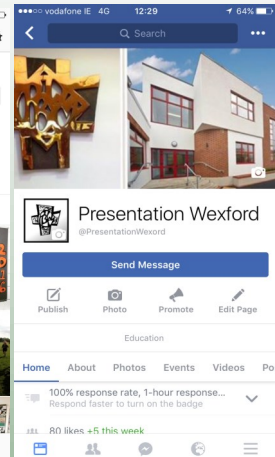 vodafone IE 4G 12:29 64%
Search
Presentation Wexford
@PresentationWexord
Send Message
Publish Photo Promote Edit Page
Education
Home About Photos Events Videos Po
100% response rate, 1-hour response...
Respond faster to turn on the badge
80 likes +5 this week